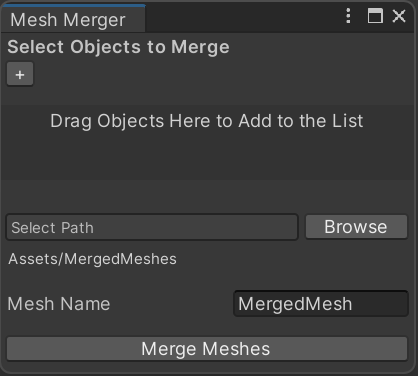 Mesh Merger
Select Objects to Merge
+
Drag Objects Here to Add to the List
Select Path
Browse
Assets/MergedMeshes
Mesh Name
MergedMesh
Merge Meshes